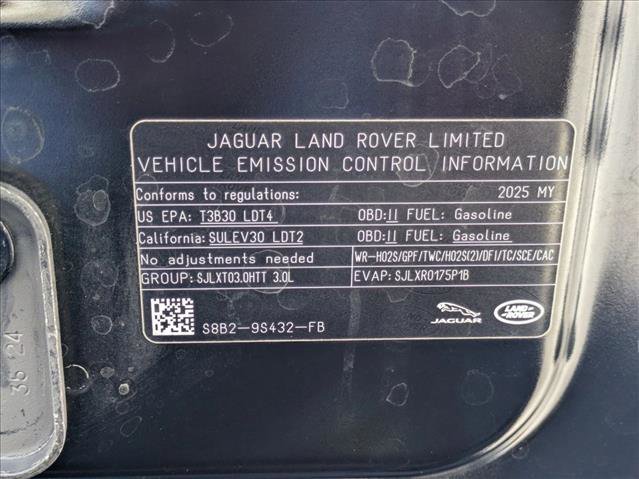 JAGUAR LAND ROVER LIMITED
VEHICLE EMISSION CONTROL INFORMATION
Conforms to regulations: 2025 MY
US EPA: T3B30 LDT4 OBD:II FUEL: Gasoline
California: SULEV30 LDT2 OBD:II FUEL: Gasoline
No adjustments needed WR-HO2S/GPF/TWC/HO2S(2)/DFI/TC/SCE/CAC
GROUP: SJLXT03.0HTT 3.0L EVAP: SJLXR0175P1B
S8B2-9S432-FB JAGUAR LAND ROVER
36 24